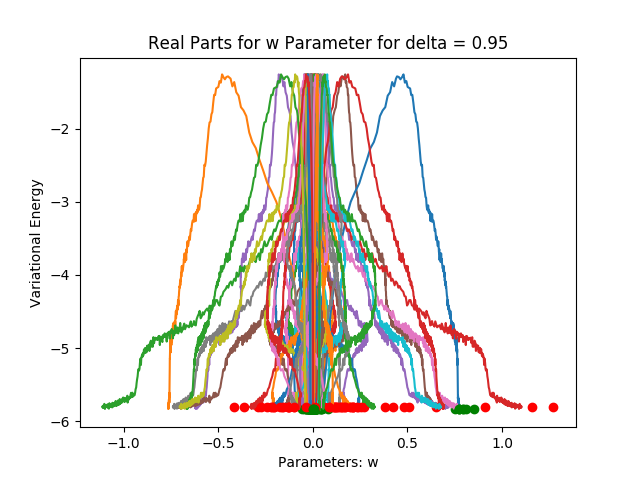 Real Parts for w Parameter for delta = 0.95
Variational Energy
−2
−3
−4
−5
−6
−1.0 −0.5 0.0 0.5 1.0
Parameters: w